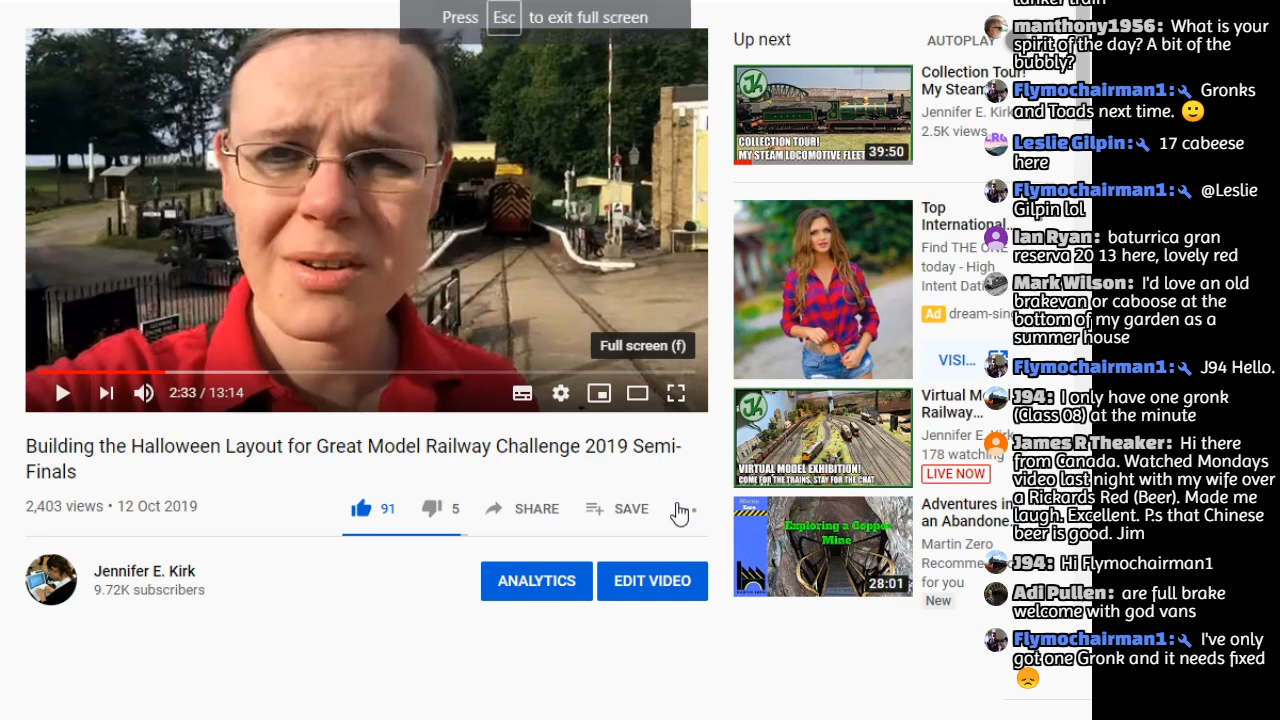 Press Esc to exit full screen
Full screen (f)
2:33 / 13:14
Building the Halloween Layout for Great Model Railway Challenge 2019 Semi-
Finals
2,403 views • 12 Oct 2019
91
5
SHARE
SAVE
Jennifer E. Kirk
9.72K subscribers
ANALYTICS
EDIT VIDEO
Up next
AUTOPLAY
COLLECTION TOUR!
MY STEAM LOCOMOTIVE FLEET
39:50
Collection Tour!
My Steam
Jennifer E. Kirk
2.5K views
Top
International...
Find THE ONE
today - High
Intent
Ad
VISI...
VIRTUAL MODEL EXHIBITION!
COME FOR THE TRAINS, STAY FOR THE CHAT
Railway...
178 watching
LIVE NOW
Exploring a Copper
Mine
28:01
Adventures in
an Abandone...
Martin Zero
for you
New
tanker train
manthony1956: What is your
spirit of the day? A bit of the
bubbly?
Flymochairman1: Gronks
and Toads next time. 🙂
Leslie Gilpin: 17 cabeese
here
Flymochairman1: @Leslie
Gilpin lol
Ian Ryan: baturrica gran
reserva 20 13 here, lovely red
Mark Wilson: I'd love an old
brakevan or caboose at the
bottom of my garden as a
summer house
Flymochairman1: J94 Hello.
J94: I only have one gronk
(Class 08) at the minute
James R Theaker: Hi there
from Canada. Watched Mondays
video last night with my wife over
a Rickards Red (Beer). Made me
laugh. Excellent. P.s that Chinese
beer is good. Jim
J94: Hi Flymochairman1
Adi Pullen: are full brake
welcome with god vans
Flymochairman1: I've only
got one Gronk and it needs fixed
😞